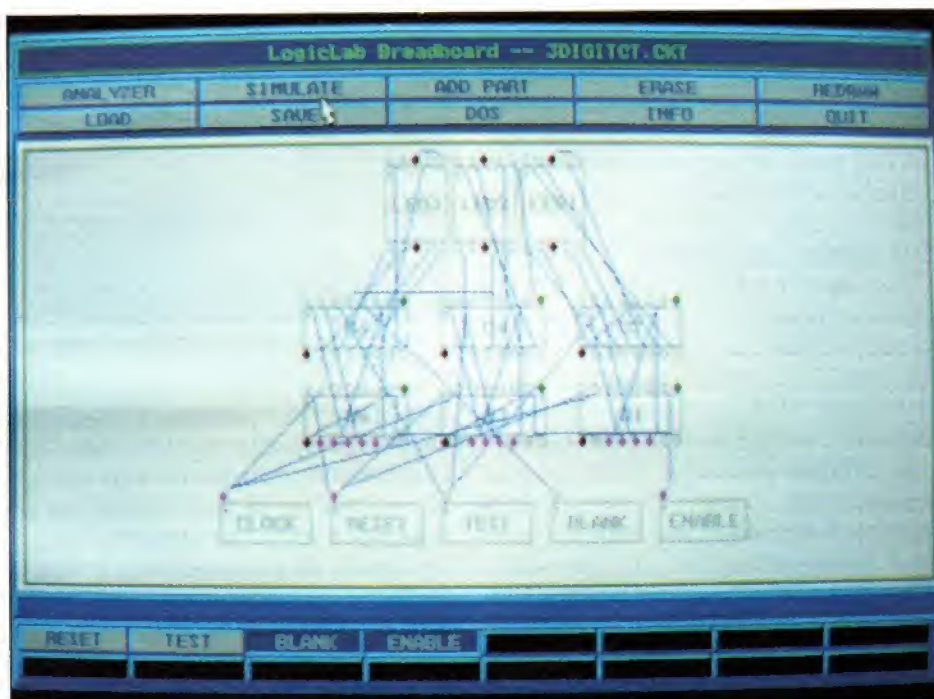 LogicLab Breadboard -- 3DIGITCT.CKT
ANALYZER SIMULATE ADD PART ERASE REDRAW
LOAD SAVE DOS INFO QUIT
CLOCK RESET TEST BLANK ENABLE
RESET TEST BLANK ENABLE